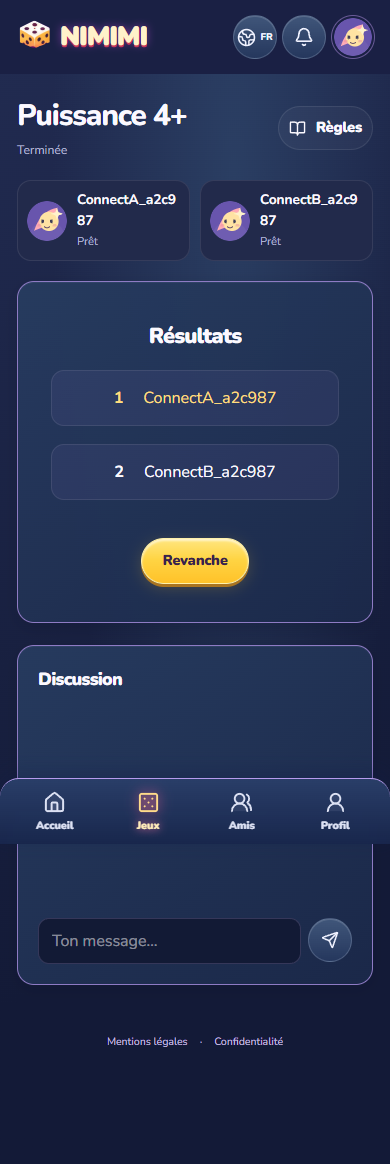 NIMIMI
FR
Puissance 4+
Terminée
Règles
ConnectA_a2c9
87
Prêt
ConnectB_a2c9
87
Prêt
Résultats
1 ConnectA_a2c987
2 ConnectB_a2c987
Revanche
Discussion
Accueil
Jeux
Amis
Profil
Ton message...
Mentions légales · Confidentialité